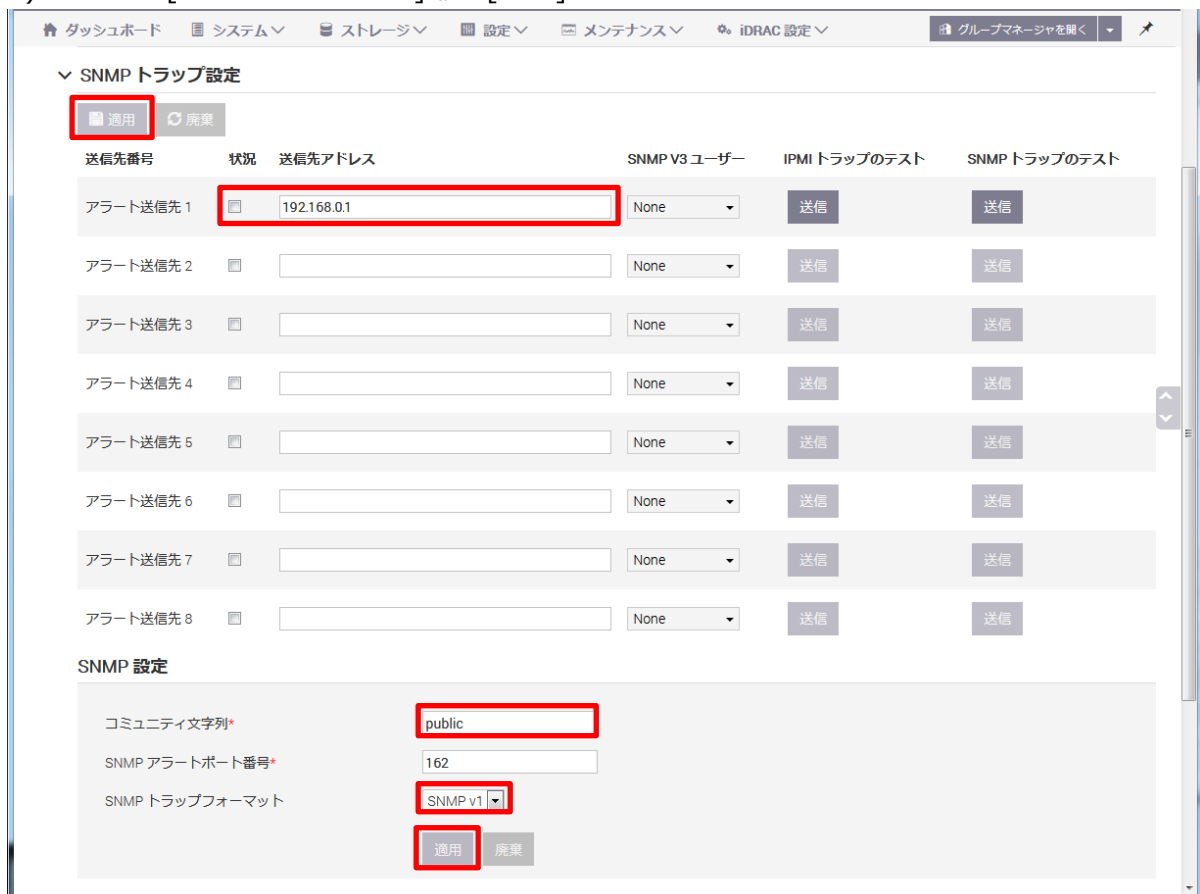 ダッシュボード システム ストレージ 設定 メンテナンス iDRAC 設定 グループマネージャを開く
SNMP トラップ設定
適用 廃棄
送信先番号 状況 送信先アドレス SNMP V3 ユーザー IPMI トラップのテスト SNMP トラップのテスト
アラート送信先 1 192.168.0.1 None 送信 送信
アラート送信先 2 None 送信 送信
アラート送信先 3 None 送信 送信
アラート送信先 4 None 送信 送信
アラート送信先 5 None 送信 送信
アラート送信先 6 None 送信 送信
アラート送信先 7 None 送信 送信
アラート送信先 8 None 送信 送信
SNMP 設定
コミュニティ文字列* public
SNMP アラートポート番号* 162
SNMP トラップフォーマット SNMP v1
適用 廃棄